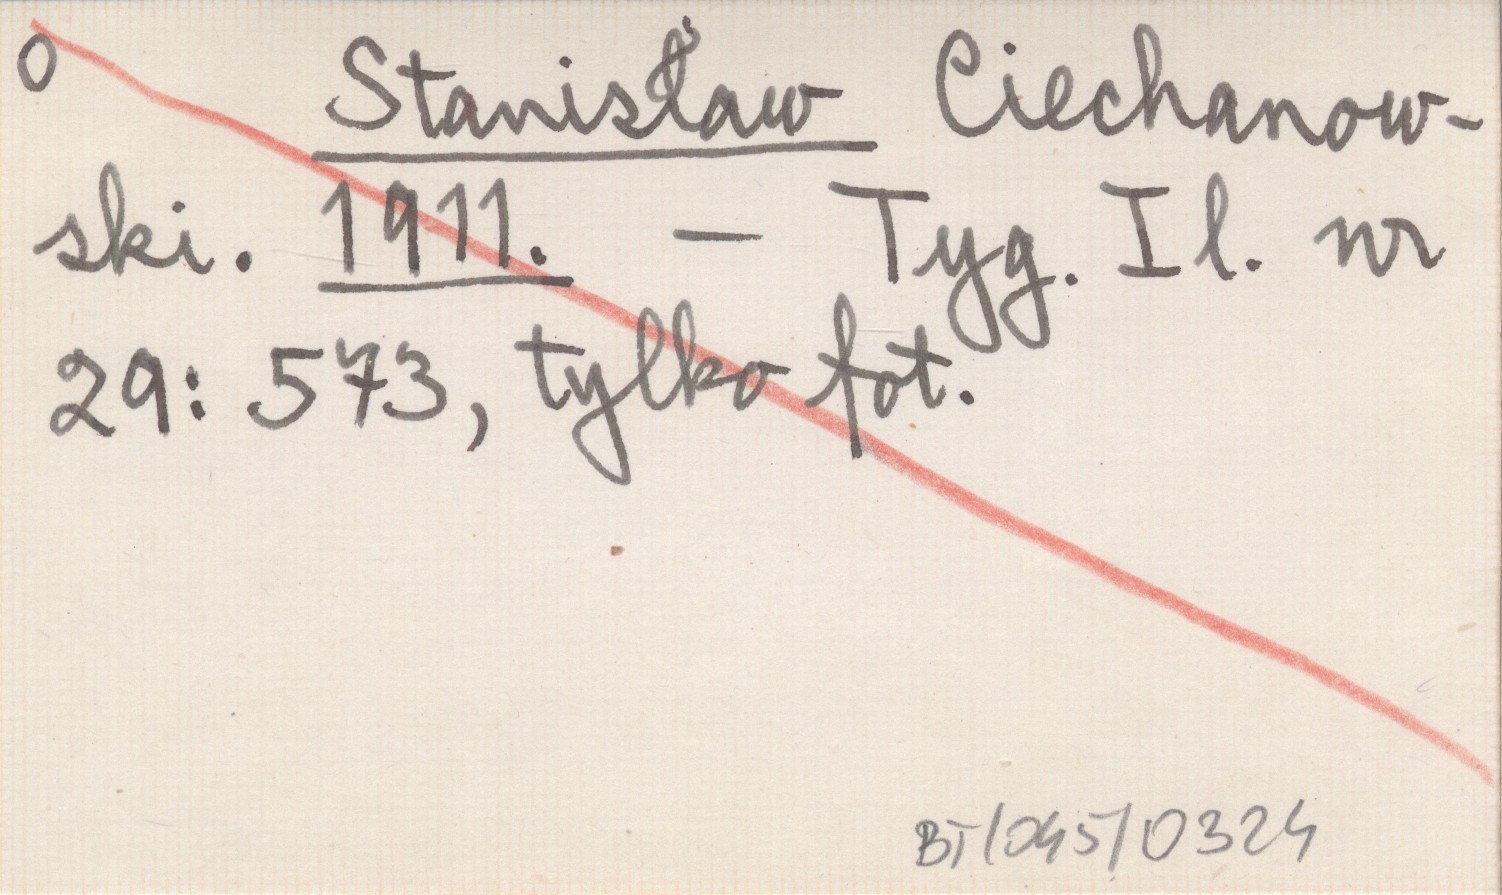 0 Stanisław Ciechanow-
ski. 1911. — Tyg. Il. nr
29: 573, tylko fot.
BT/045/0324